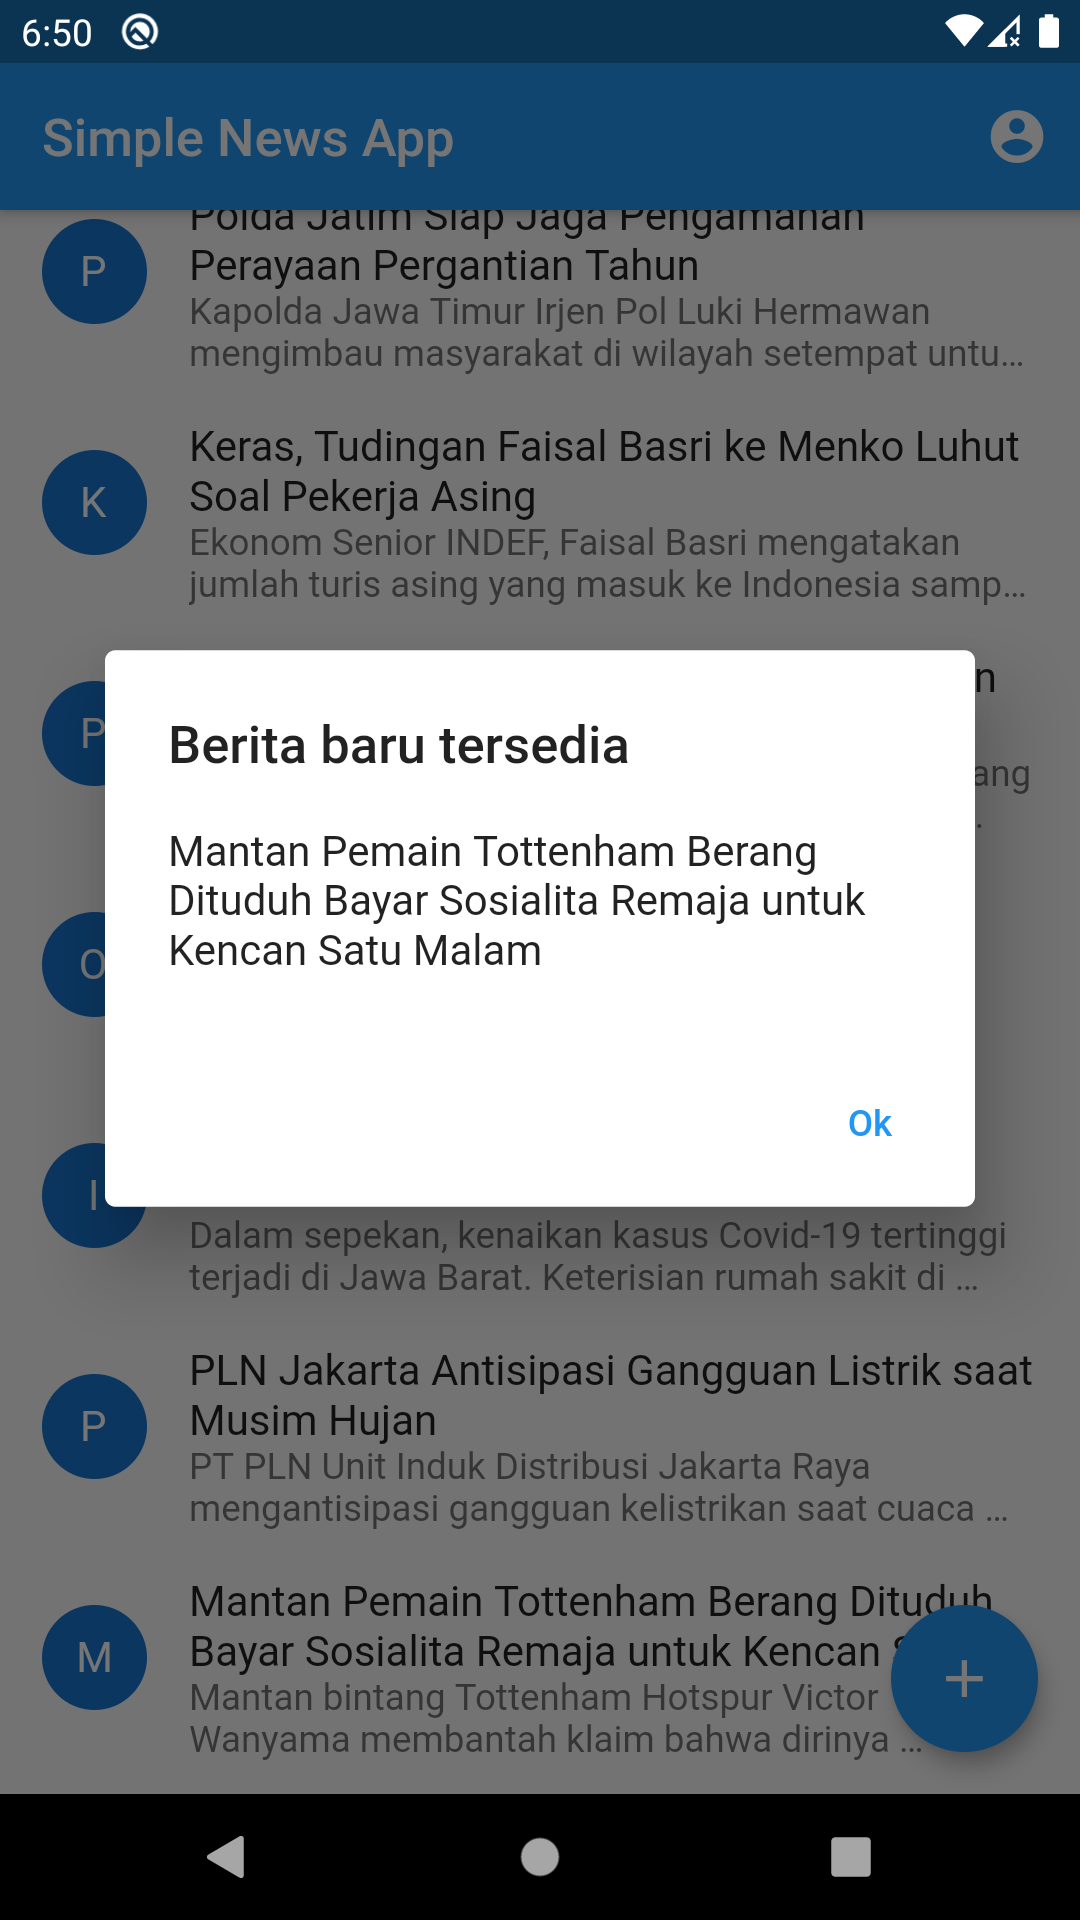 6:50
Simple News App
P
Polda Jatim Siap Jaga Pengamanan
Perayaan Pergantian Tahun
Kapolda Jawa Timur Irjen Pol Luki Hermawan
mengimbau masyarakat di wilayah setempat untu…
K
Keras, Tudingan Faisal Basri ke Menko Luhut
Soal Pekerja Asing
Ekonom Senior INDEF, Faisal Basri mengatakan
jumlah turis asing yang masuk ke Indonesia samp…
P
n
ang
.
Berita baru tersedia
Mantan Pemain Tottenham Berang
Dituduh Bayar Sosialita Remaja untuk
Kencan Satu Malam
Ok
O
I
Dalam sepekan, kenaikan kasus Covid-19 tertinggi
terjadi di Jawa Barat. Keterisian rumah sakit di …
P
PLN Jakarta Antisipasi Gangguan Listrik saat
Musim Hujan
PT PLN Unit Induk Distribusi Jakarta Raya
mengantisipasi gangguan kelistrikan saat cuaca …
M
Mantan Pemain Tottenham Berang Dituduh
Bayar Sosialita Remaja untuk Kencan
Mantan bintang Tottenham Hotspur Victor
Wanyama membantah klaim bahwa dirinya …